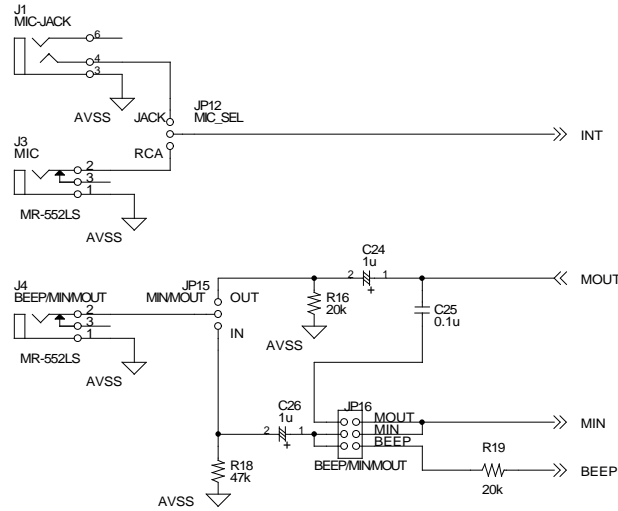 J1
MIC-JACK
6
4
3
AVSS
JACK
JP12
MIC_SEL
INT
RCA
J3
MIC
2
3
1
MR-552LS
AVSS
C24
1u
2 1
MOUT
J4
BEEP/MIN/MOUT
2
3
1
MR-552LS
AVSS
JP15
MIN/MOUT
OUT
IN
R16
20k
AVSS
C25
0.1u
C26
1u
2 1
JP16
MOUT
MIN
BEEP
BEEP/MIN/MOUT
MIN
R19
20k
BEEP
R18
47k
AVSS